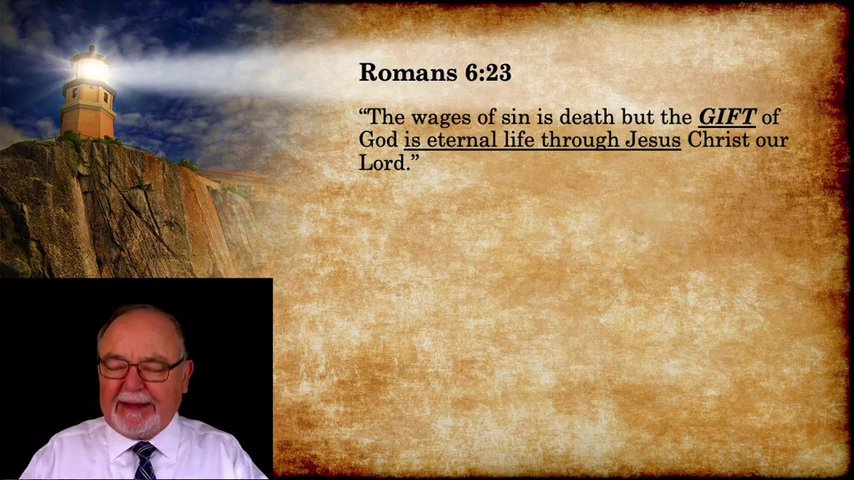 Romans 6:23
“The wages of sin is death but the GIFT of
God is eternal life through Jesus Christ our
Lord.”